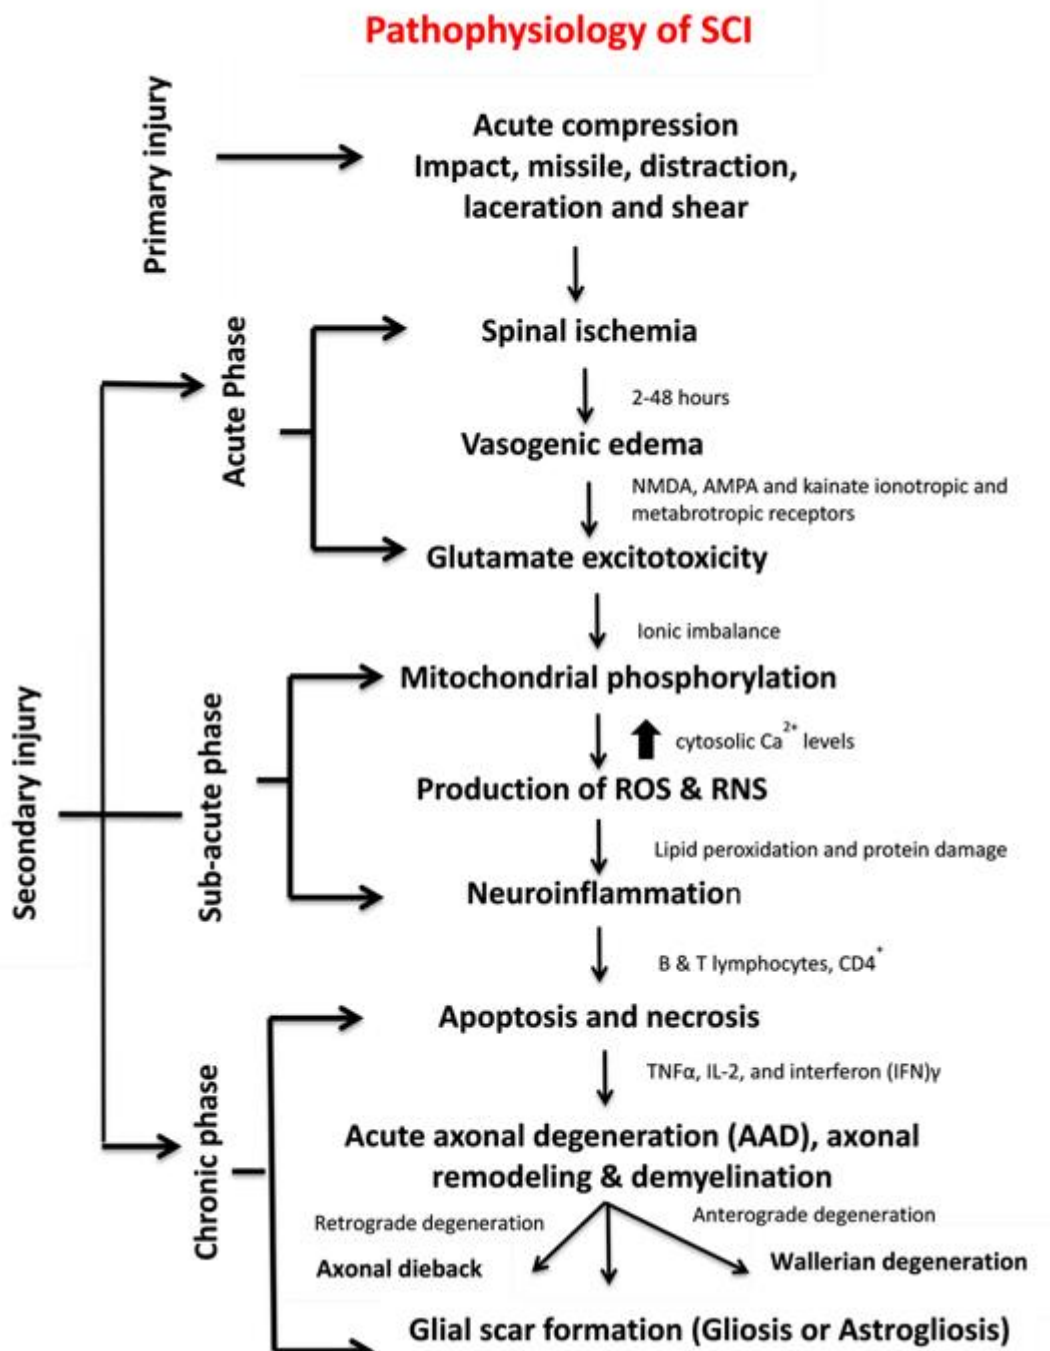 Pathophysiology of SCI
Primary injury
Acute compression
Impact, missile, distraction,
laceration and shear
Secondary injury
Acute Phase
Spinal ischemia
2-48 hours
Vasogenic edema
NMDA, AMPA and kainate ionotropic and
metabrotropic receptors
Glutamate excitotoxicity
Ionic imbalance
Sub-acute phase
Mitochondrial phosphorylation
cytosolic Ca²⁺ levels
Production of ROS & RNS
Lipid peroxidation and protein damage
Neuroinflammation
B & T lymphocytes, CD4⁺
Chronic phase
Apoptosis and necrosis
TNFα, IL-2, and interferon (IFN)γ
Acute axonal degeneration (AAD), axonal
remodeling & demyelination
Retrograde degeneration
Anterograde degeneration
Axonal dieback
Wallerian degeneration
Glial scar formation (Gliosis or Astrogliosis)